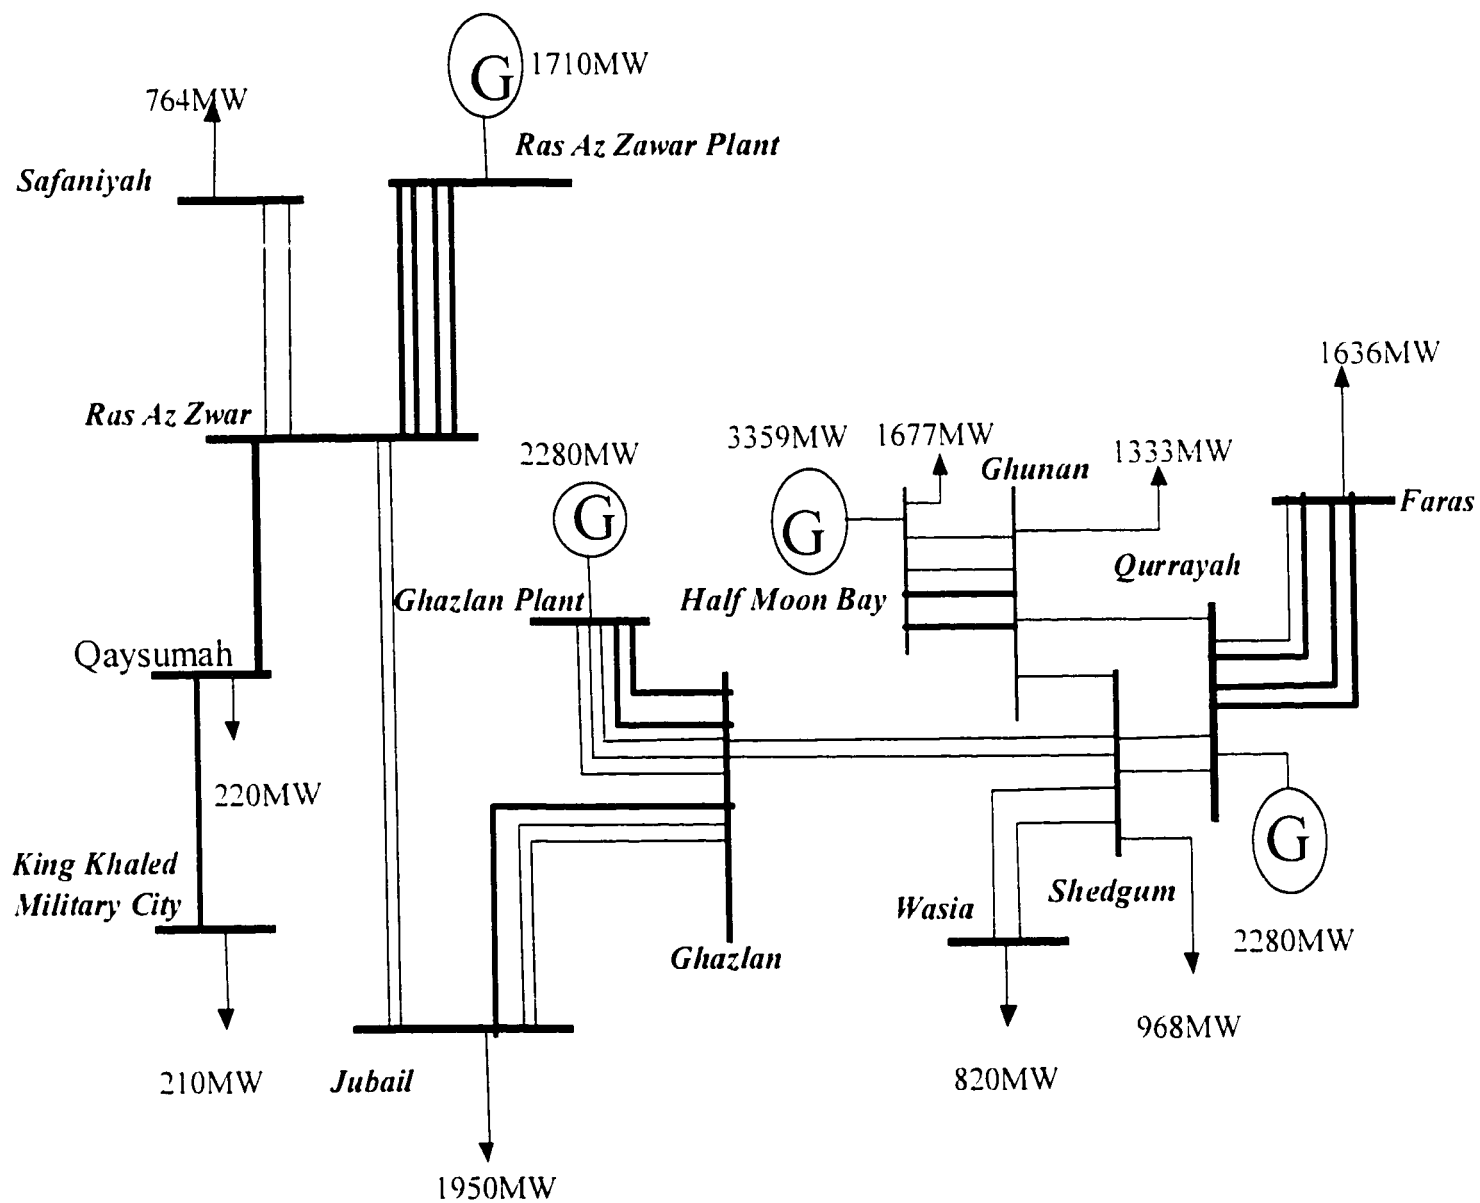 G
1710MW
764MW
Ras Az Zawar Plant
Safaniyah
1636MW
Ras Az Zwar
3359MW
1677MW
1333MW
2280MW
Ghunan
Faras
G
G
Qurrayah
Ghazlan Plant
Half Moon Bay
Qaysumah
220MW
G
King Khaled
Military City
Wasia
Shedgum
2280MW
Ghazlan
968MW
210MW
Jubail
820MW
1950MW